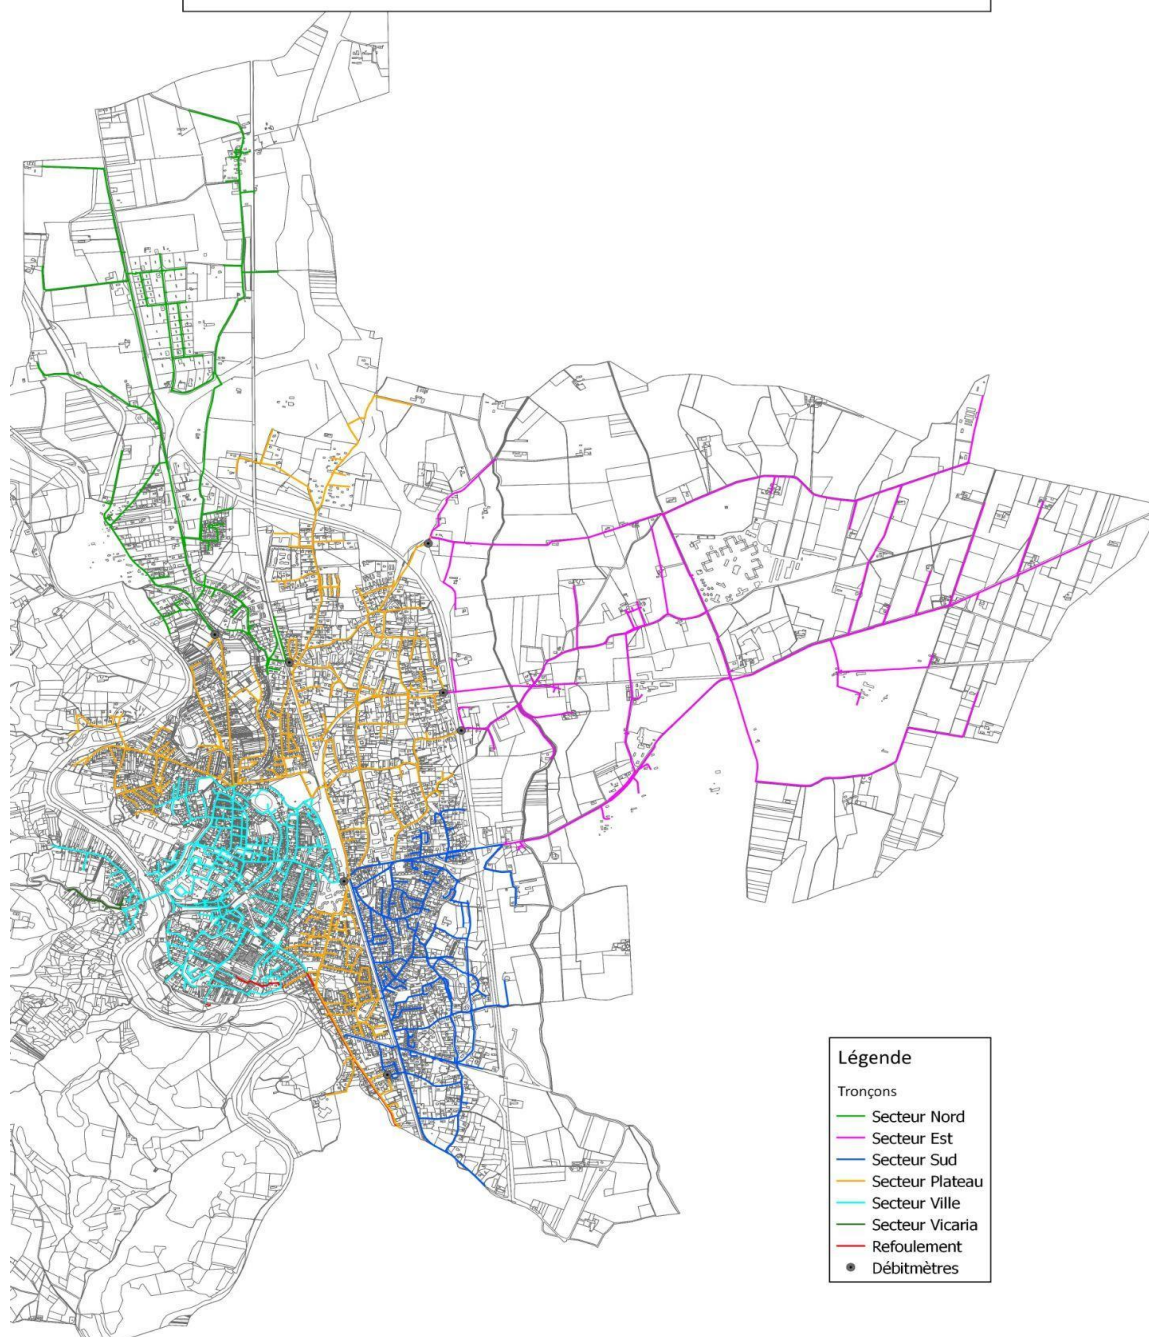 Légende
Tronçons
Secteur Nord
Secteur Est
Secteur Sud
Secteur Plateau
Secteur Ville
Secteur Vicaria
Refoulement
Débitmètres